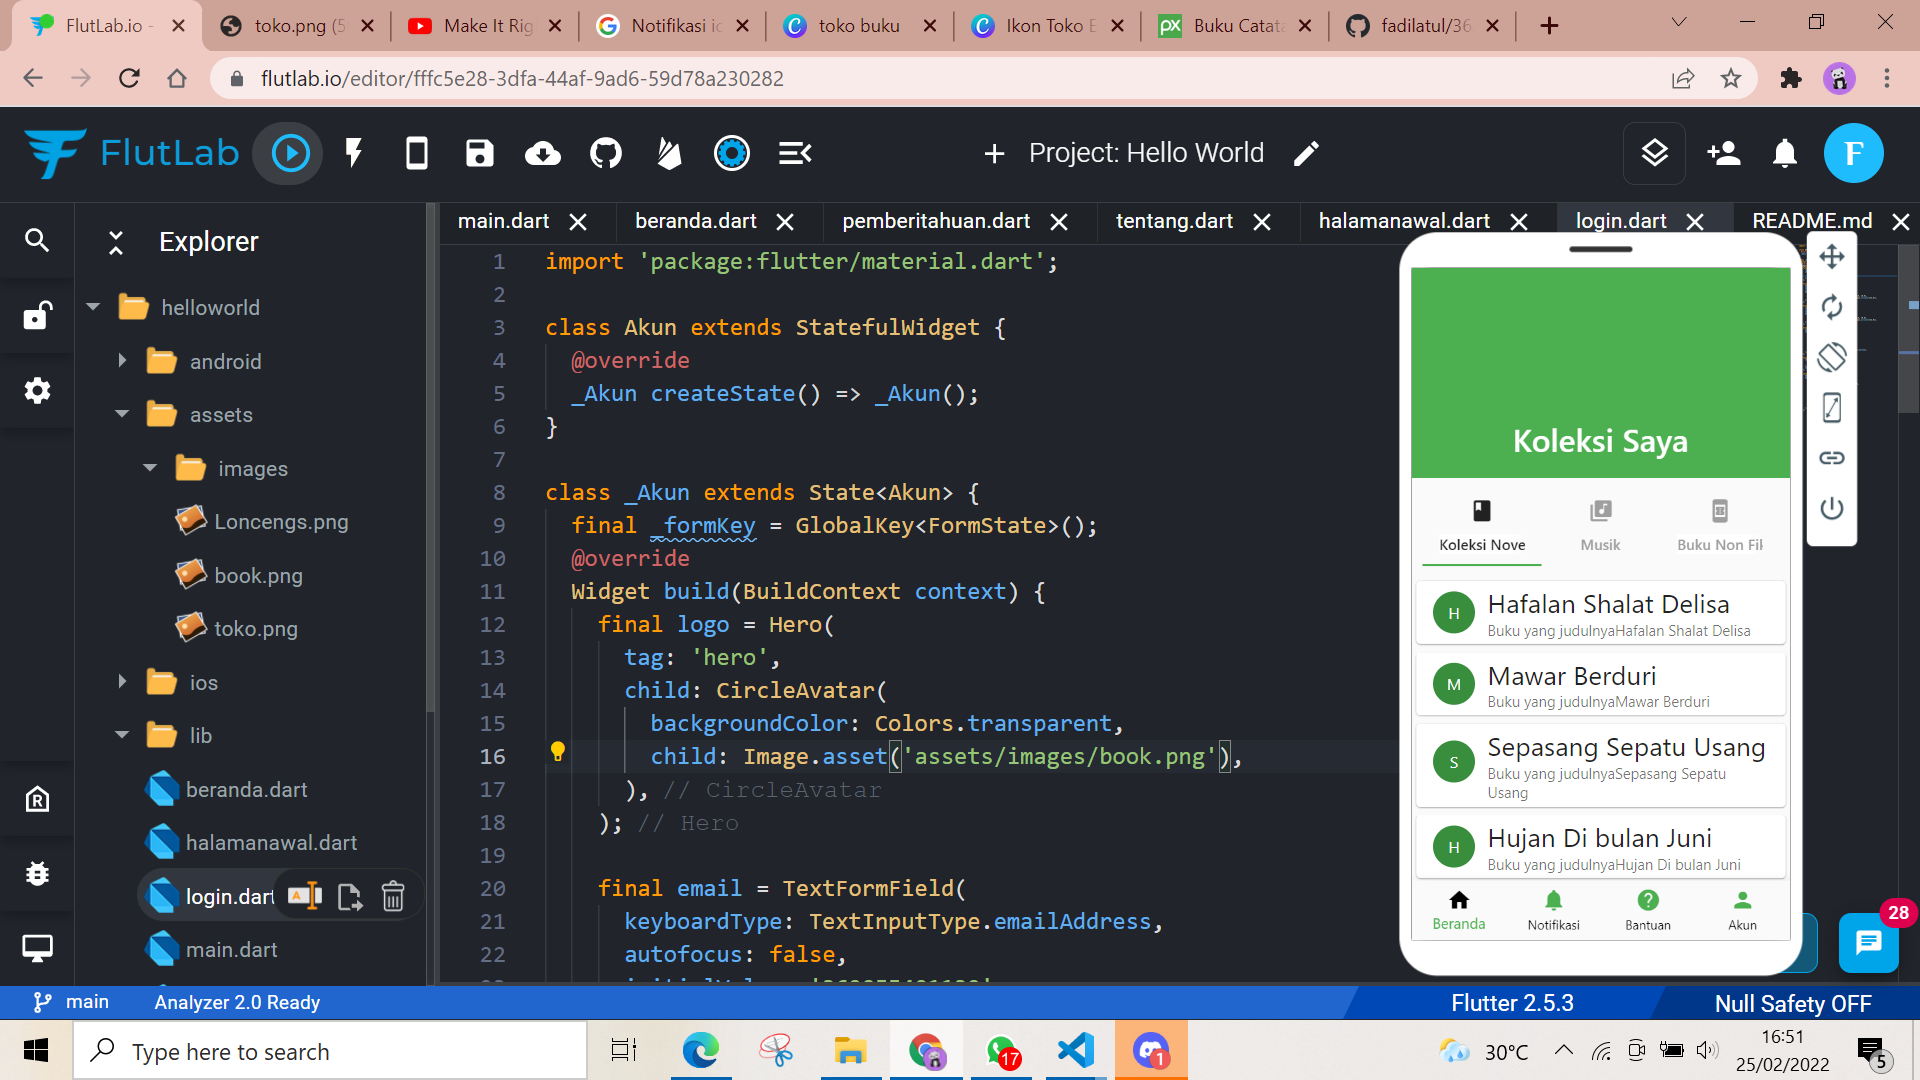 FlutLab.io -
toko.png (5
Make It Rig
Notifikasi ic
toko buku
Ikon Toko B
Buku Catata
fadilatul/36
flutlab.io/editor/fffc5e28-3dfa-44af-9ad6-59d78a230282
FlutLab
Project: Hello World
F
Explorer
helloworld
android
assets
images
Loncengs.png
book.png
toko.png
ios
lib
beranda.dart
halamanawal.dart
login.dart
main.dart
main.dart
beranda.dart
pemberitahuan.dart
tentang.dart
halamanawal.dart
login.dart
README.md
1 import 'package:flutter/material.dart';
2
3 class Akun extends StatefulWidget {
4 @override
5 _Akun createState() => _Akun();
6 }
7
8 class _Akun extends State<Akun> {
9 final _formKey = GlobalKey<FormState>();
10 @override
11 Widget build(BuildContext context) {
12 final logo = Hero(
13 tag: 'hero',
14 child: CircleAvatar(
15 backgroundColor: Colors.transparent,
16 child: Image.asset('assets/images/book.png'),
17 ), // CircleAvatar
18 ); // Hero
19
20 final email = TextFormField(
21 keyboardType: TextInputType.emailAddress,
22 autofocus: false,
Koleksi Saya
Koleksi Nove
Musik
Buku Non Fik
H
Hafalan Shalat Delisa
Buku yang judulnyaHafalan Shalat Delisa
M
Mawar Berduri
Buku yang judulnyaMawar Berduri
S
Sepasang Sepatu Usang
Buku yang judulnyaSepasang Sepatu
Usang
H
Hujan Di bulan Juni
Buku yang judulnyaHujan Di bulan Juni
Beranda
Notifikasi
Bantuan
Akun
28
main
Analyzer 2.0 Ready
Flutter 2.5.3
Null Safety OFF
Type here to search
17
1
30°C
16:51
25/02/2022
5